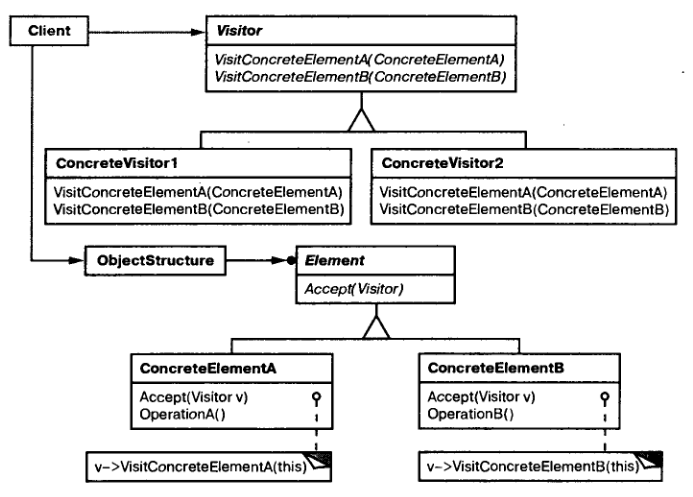 Client
Visitor
VisitConcreteElementA(ConcreteElementA)
VisitConcreteElementB(ConcreteElementB)
ConcreteVisitor1
VisitConcreteElementA(ConcreteElementA)
VisitConcreteElementB(ConcreteElementB)
ConcreteVisitor2
VisitConcreteElementA(ConcreteElementA)
VisitConcreteElementB(ConcreteElementB)
ObjectStructure
Element
Accept(Visitor)
ConcreteElementA
Accept(Visitor v)
OperationA()
ConcreteElementB
Accept(Visitor v)
OperationB()
v->VisitConcreteElementA(this)
v->VisitConcreteElementB(this)